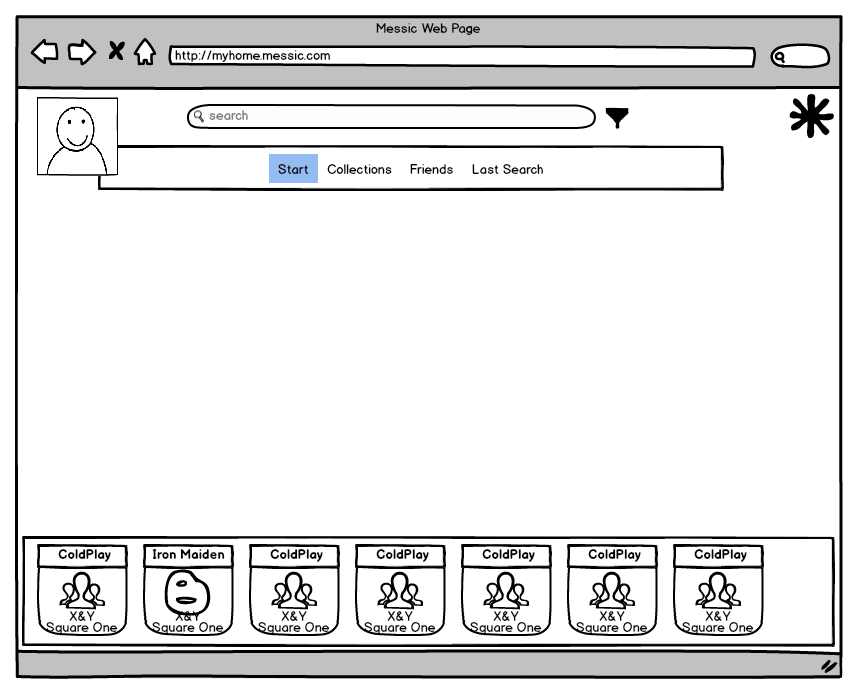 Messic Web Page
http://myhome.messic.com
search
Start Collections Friends Last Search
ColdPlay Iron Maiden ColdPlay ColdPlay ColdPlay ColdPlay ColdPlay
X&Y X&Y X&Y X&Y X&Y X&Y X&Y
Square One Square One Square One Square One Square One Square One Square One